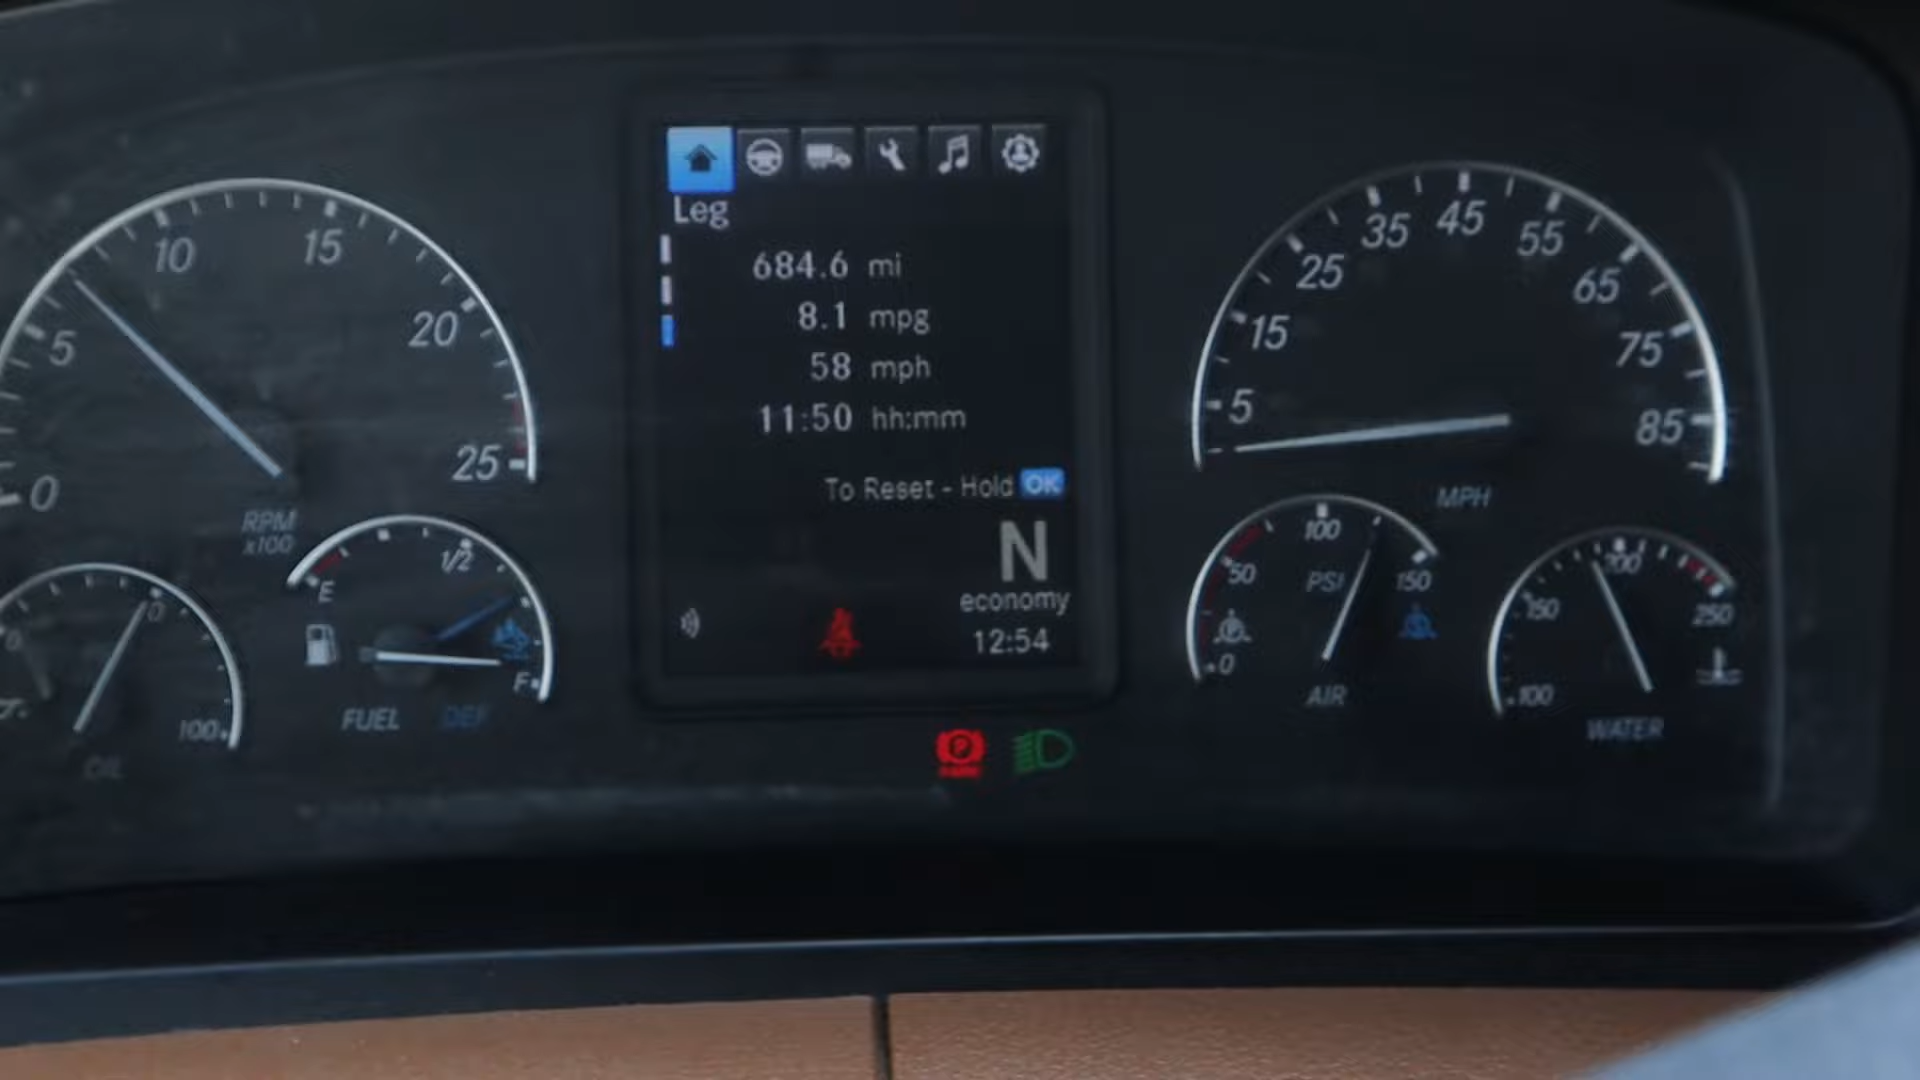 5
10
15
20
25
0
RPM
x100
E
1/2
F
FUEL
DEF
0
100
OIL
Leg
684.6 mi
8.1 mpg
58 mph
11:50 hh:mm
To Reset - Hold OK
N
economy
12:54
PARK
5
15
25
35
45
55
65
75
85
MPH
0
50
100
150
PSI
AIR
100
150
200
250
WATER